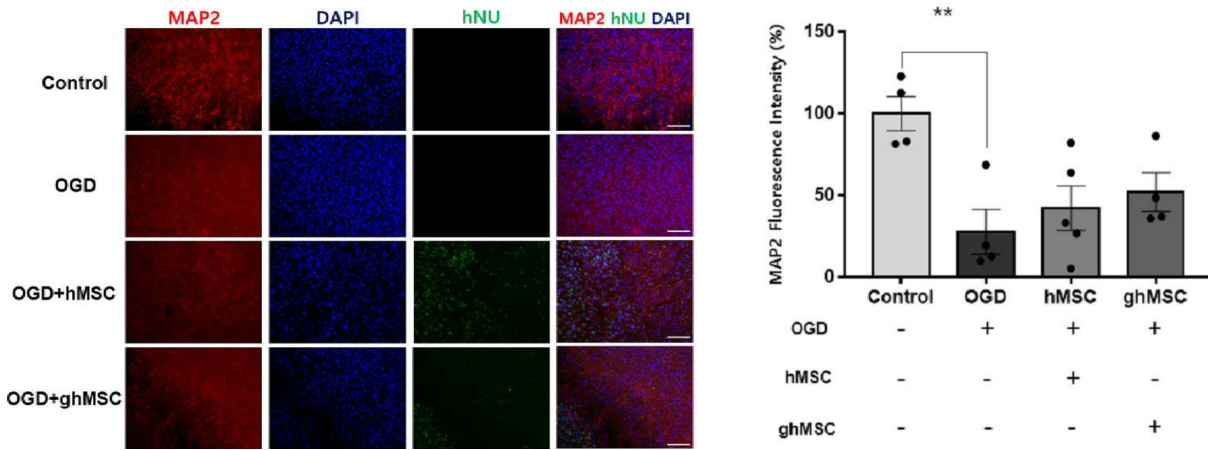 MAP2 DAPI hNU MAP2 hNU DAPI
Control
OGD
OGD+hMSC
OGD+ghMSC
**
MAP2 Fluorescence Intensity (%)
150
100
50
0
Control OGD hMSC ghMSC
OGD - + + +
hMSC - - + -
ghMSC - - - +